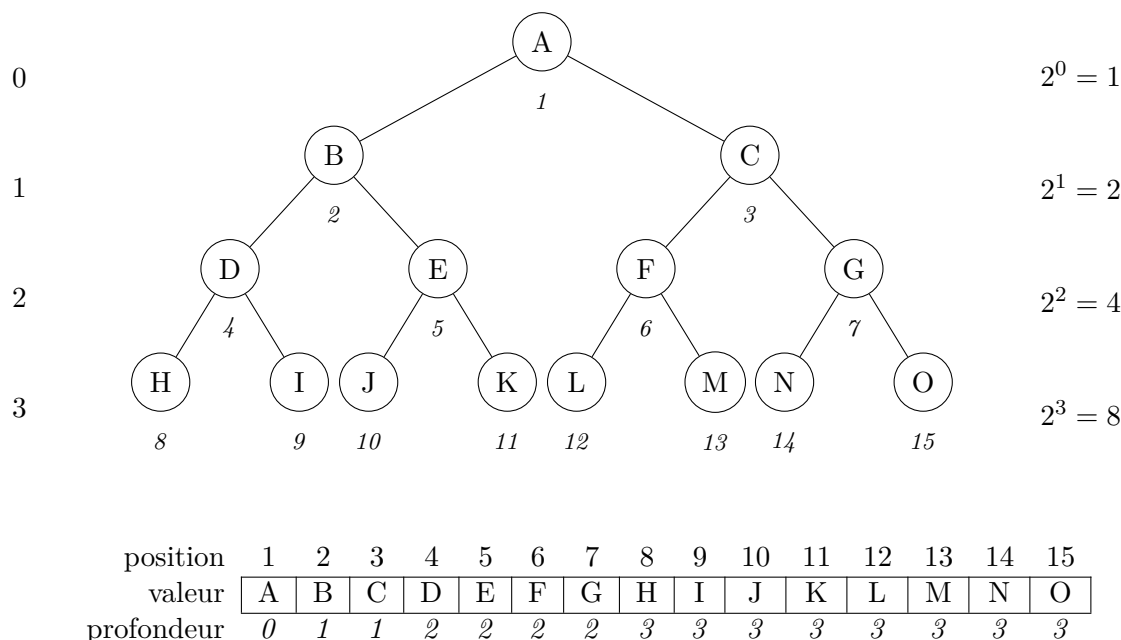 A
0 2^0 = 1
1
B C
1 2^1 = 2
2 3
D E F G
2 2^2 = 4
4 5 6 7
H I J K L M N O
3 2^3 = 8
8 9 10 11 12 13 14 15
position 1 2 3 4 5 6 7 8 9 10 11 12 13 14 15
valeur A B C D E F G H I J K L M N O
profondeur 0 1 1 2 2 2 2 3 3 3 3 3 3 3 3